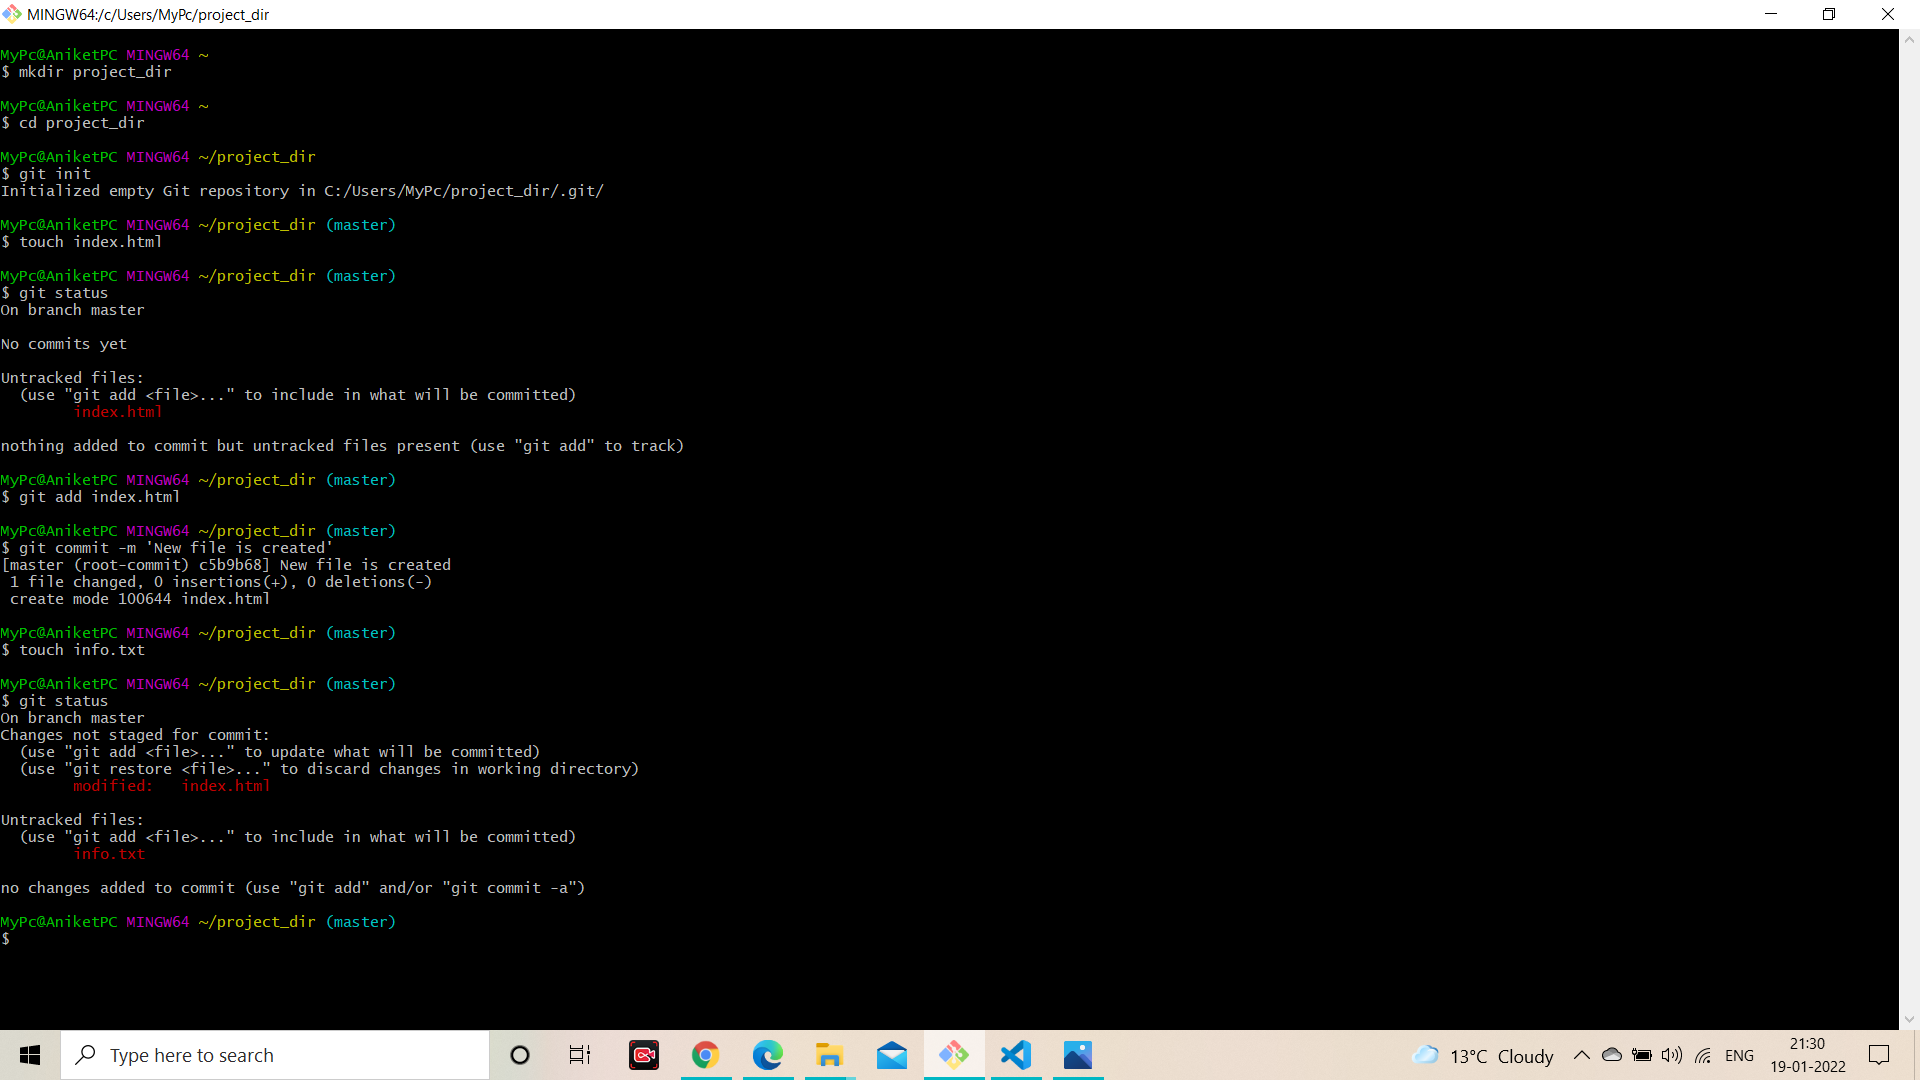 MINGW64:/c/Users/MyPc/project_dir
MyPc@AniketPC MINGW64 ~
$ mkdir project_dir
MyPc@AniketPC MINGW64 ~
$ cd project_dir
MyPc@AniketPC MINGW64 ~/project_dir
$ git init
Initialized empty Git repository in C:/Users/MyPc/project_dir/.git/
MyPc@AniketPC MINGW64 ~/project_dir (master)
$ touch index.html
MyPc@AniketPC MINGW64 ~/project_dir (master)
$ git status
On branch master
No commits yet
Untracked files:
  (use "git add <file>..." to include in what will be committed)
        index.html
nothing added to commit but untracked files present (use "git add" to track)
MyPc@AniketPC MINGW64 ~/project_dir (master)
$ git add index.html
MyPc@AniketPC MINGW64 ~/project_dir (master)
$ git commit -m 'New file is created'
[master (root-commit) c5b9b68] New file is created
 1 file changed, 0 insertions(+), 0 deletions(-)
 create mode 100644 index.html
MyPc@AniketPC MINGW64 ~/project_dir (master)
$ touch info.txt
MyPc@AniketPC MINGW64 ~/project_dir (master)
$ git status
On branch master
Changes not staged for commit:
  (use "git add <file>..." to update what will be committed)
  (use "git restore <file>..." to discard changes in working directory)
        modified:   index.html
Untracked files:
  (use "git add <file>..." to include in what will be committed)
        info.txt
no changes added to commit (use "git add" and/or "git commit -a")
MyPc@AniketPC MINGW64 ~/project_dir (master)
$
Type here to search
13°C Cloudy
ENG
21:30
19-01-2022